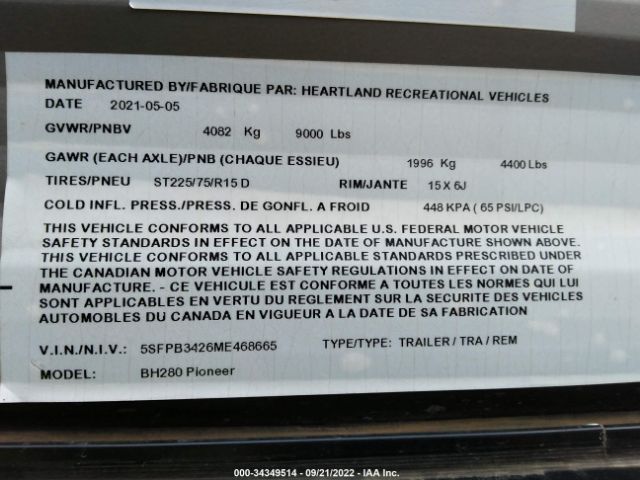 MANUFACTURED BY/FABRIQUE PAR: HEARTLAND RECREATIONAL VEHICLES
DATE 2021-05-05
GVWR/PNBV 4082 Kg 9000 Lbs
GAWR (EACH AXLE)/PNB (CHAQUE ESSIEU) 1996 Kg 4400 Lbs
TIRES/PNEU ST225/75/R15 D RIM/JANTE 15 X 6J
COLD INFL. PRESS./PRESS. DE GONFL. A FROID 448 KPA ( 65 PSI/LPC)
THIS VEHICLE CONFORMS TO ALL APPLICABLE U.S. FEDERAL MOTOR VEHICLE
SAFETY STANDARDS IN EFFECT ON THE DATE OF MANUFACTURE SHOWN ABOVE.
THIS VEHICLE CONFORMS TO ALL APPLICABLE STANDARDS PRESCRIBED UNDER
THE CANADIAN MOTOR VEHICLE SAFETY REGULATIONS IN EFFECT ON DATE OF
MANUFACTURE. - CE VEHICULE EST CONFORME A TOUTES LES NORMES QUI LUI
SONT APPLICABLES EN VERTU DU REGLEMENT SUR LA SECURITE DES VEHICLES
AUTOMOBILES DU CANADA EN VIGUEUR A LA DATE DE SA FABRICATION
V.I.N./N.I.V.: 5SFPB3426ME468665 TYPE/TYPE: TRAILER / TRA / REM
MODEL: BH280 Pioneer
000-34349514 - 09/21/2022 - IAA Inc.